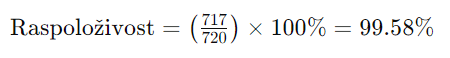 Raspoloživost = (717/720) × 100% = 99.58%